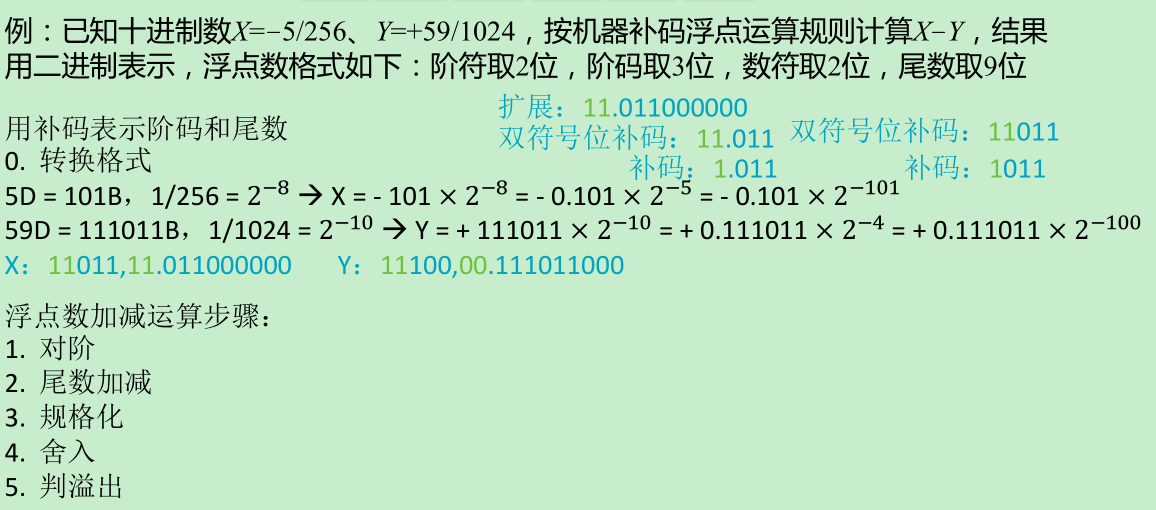 例：已知十进制数X=−5/256、Y=+59/1024，按机器补码浮点运算规则计算X−Y，结果
用二进制表示，浮点数格式如下：阶符取2位，阶码取3位，数符取2位，尾数取9位
扩展：11.011000000
用补码表示阶码和尾数
双符号位补码：11.011 双符号位补码：11011
0. 转换格式
补码：1.011 补码：1011
5D = 101B，1/256 = 2⁻⁸ → X = - 101 × 2⁻⁸ = - 0.101 × 2⁻⁵ = - 0.101 × 2⁻¹⁰¹
59D = 111011B，1/1024 = 2⁻¹⁰ → Y = + 111011 × 2⁻¹⁰ = + 0.111011 × 2⁻⁴ = + 0.111011 × 2⁻¹⁰⁰
X：11011,11.011000000 Y：11100,00.111011000
浮点数加减运算步骤：
1. 对阶
2. 尾数加减
3. 规格化
4. 舍入
5. 判溢出